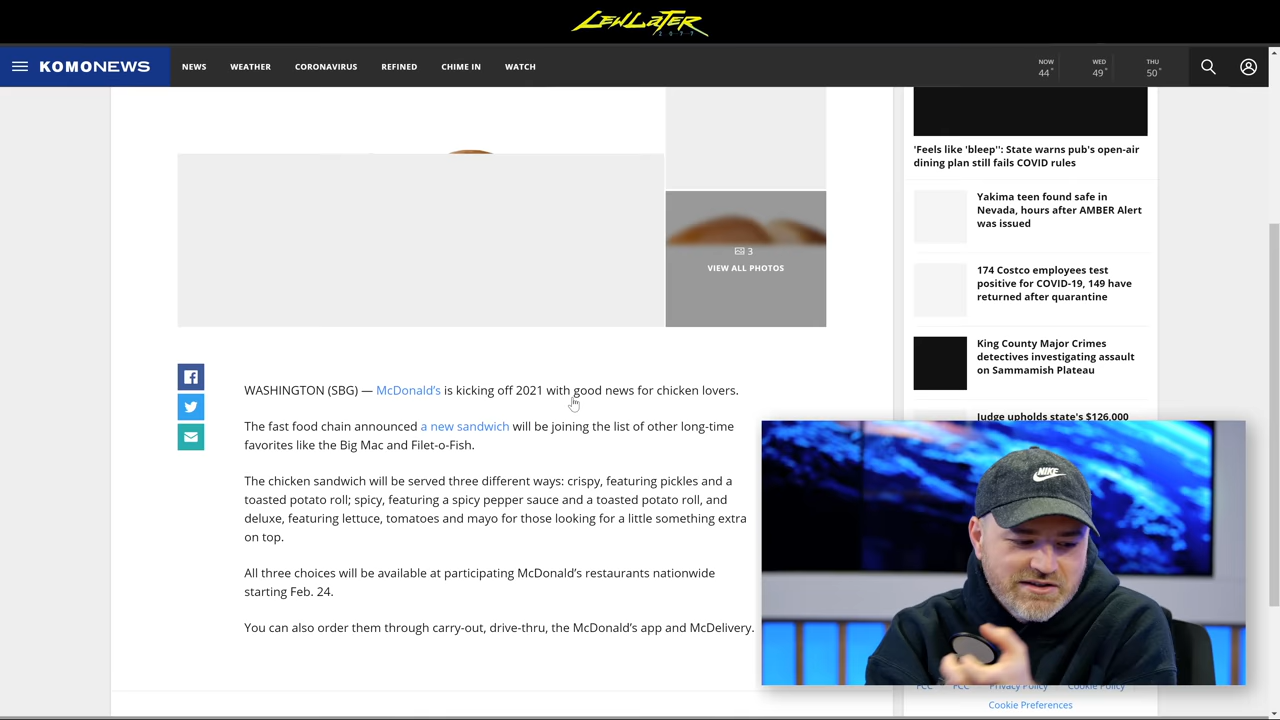 LEWLATER
2077
KOMONEWS
NEWS
WEATHER
CORONAVIRUS
REFINED
CHIME IN
WATCH
NOW
44°
WED
49°
THU
50°
3
VIEW ALL PHOTOS
WASHINGTON (SBG) — McDonald's is kicking off 2021 with good news for chicken lovers.
The fast food chain announced a new sandwich will be joining the list of other long-time
favorites like the Big Mac and Filet-o-Fish.
The chicken sandwich will be served three different ways: crispy, featuring pickles and a
toasted potato roll; spicy, featuring a spicy pepper sauce and a toasted potato roll, and
deluxe, featuring lettuce, tomatoes and mayo for those looking for a little something extra
on top.
All three choices will be available at participating McDonald's restaurants nationwide
starting Feb. 24.
You can also order them through carry-out, drive-thru, the McDonald's app and McDelivery.
'Feels like 'bleep'': State warns pub's open-air
dining plan still fails COVID rules
Yakima teen found safe in
Nevada, hours after AMBER Alert
was issued
174 Costco employees test
positive for COVID-19, 149 have
returned after quarantine
King County Major Crimes
detectives investigating assault
on Sammamish Plateau
Judge upholds state's $126,000
NIKE
Privacy Policy
Cookie Policy
Cookie Preferences